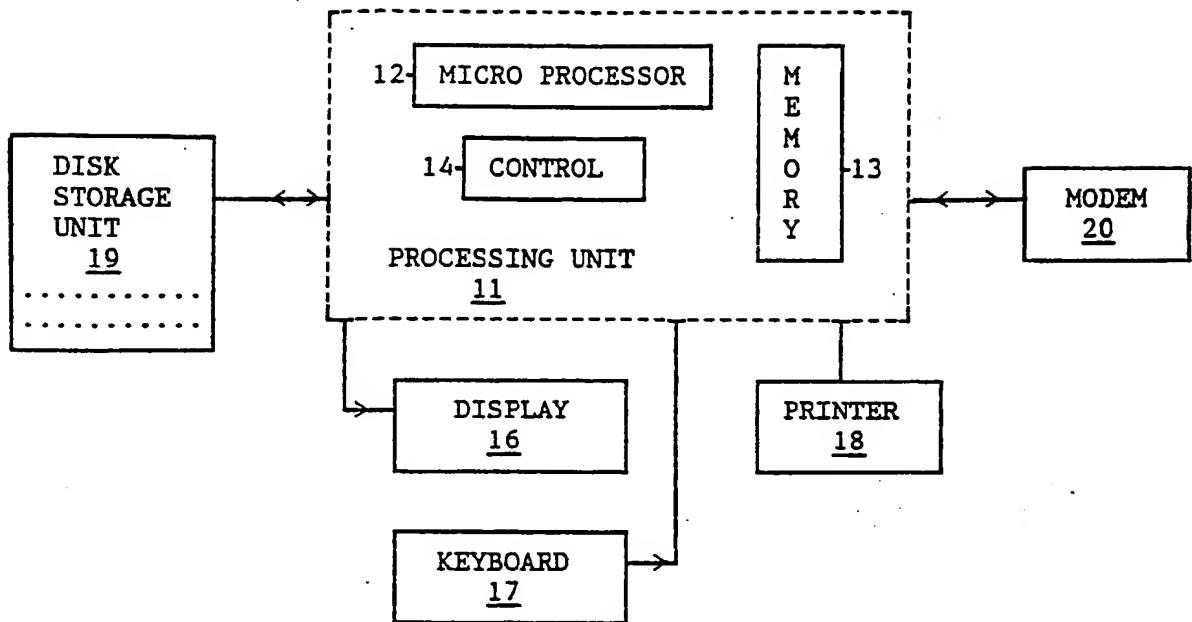 12
MICRO PROCESSOR
MEMORY
13
14
CONTROL
PROCESSING UNIT
11
DISK
STORAGE
UNIT
19
MODEM
20
DISPLAY
16
PRINTER
18
KEYBOARD
17